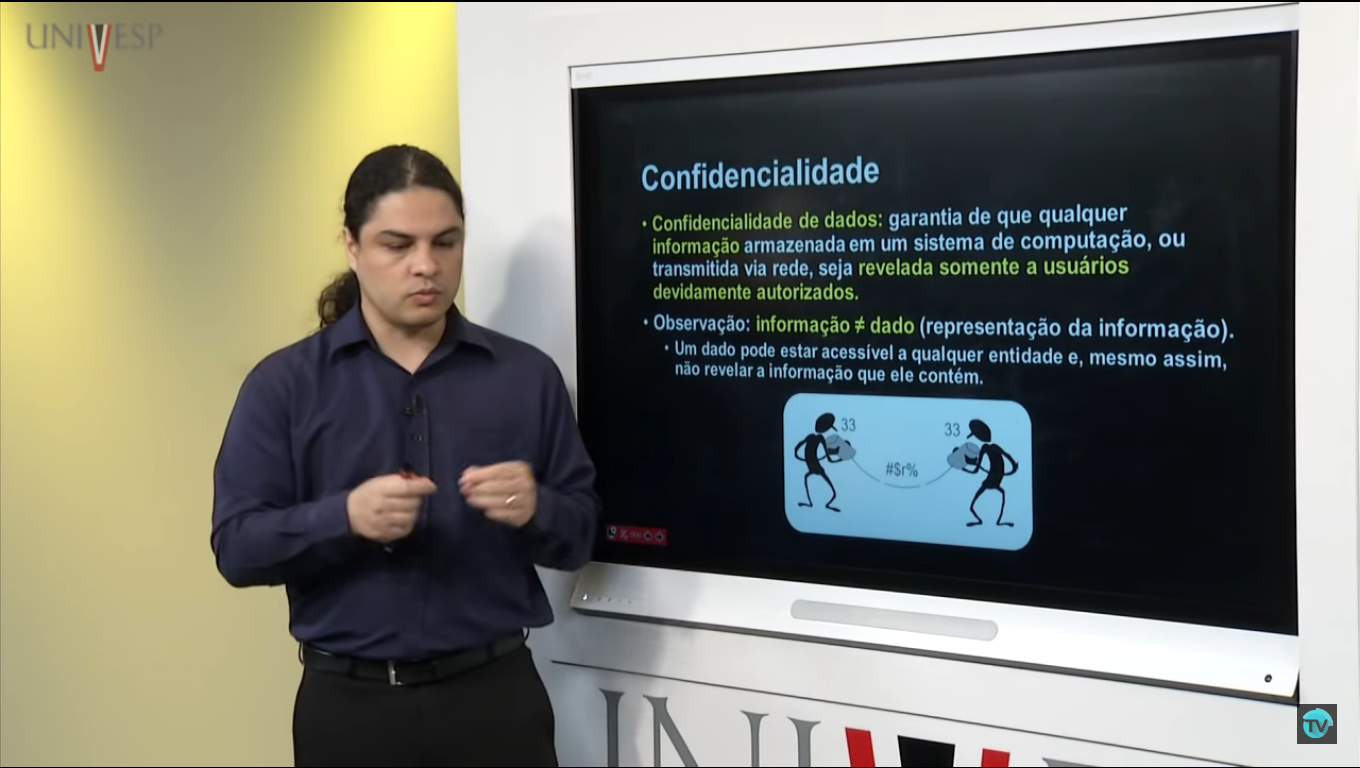 UNIVESP
Confidencialidade
• Confidencialidade de dados: garantia de que qualquer
informação armazenada em um sistema de computação, ou
transmitida via rede, seja revelada somente a usuários
devidamente autorizados.
• Observação: informação ≠ dado (representação da informação).
• Um dado pode estar acessível a qualquer entidade e, mesmo assim,
não revelar a informação que ele contém.
33
33
#$r%
TV